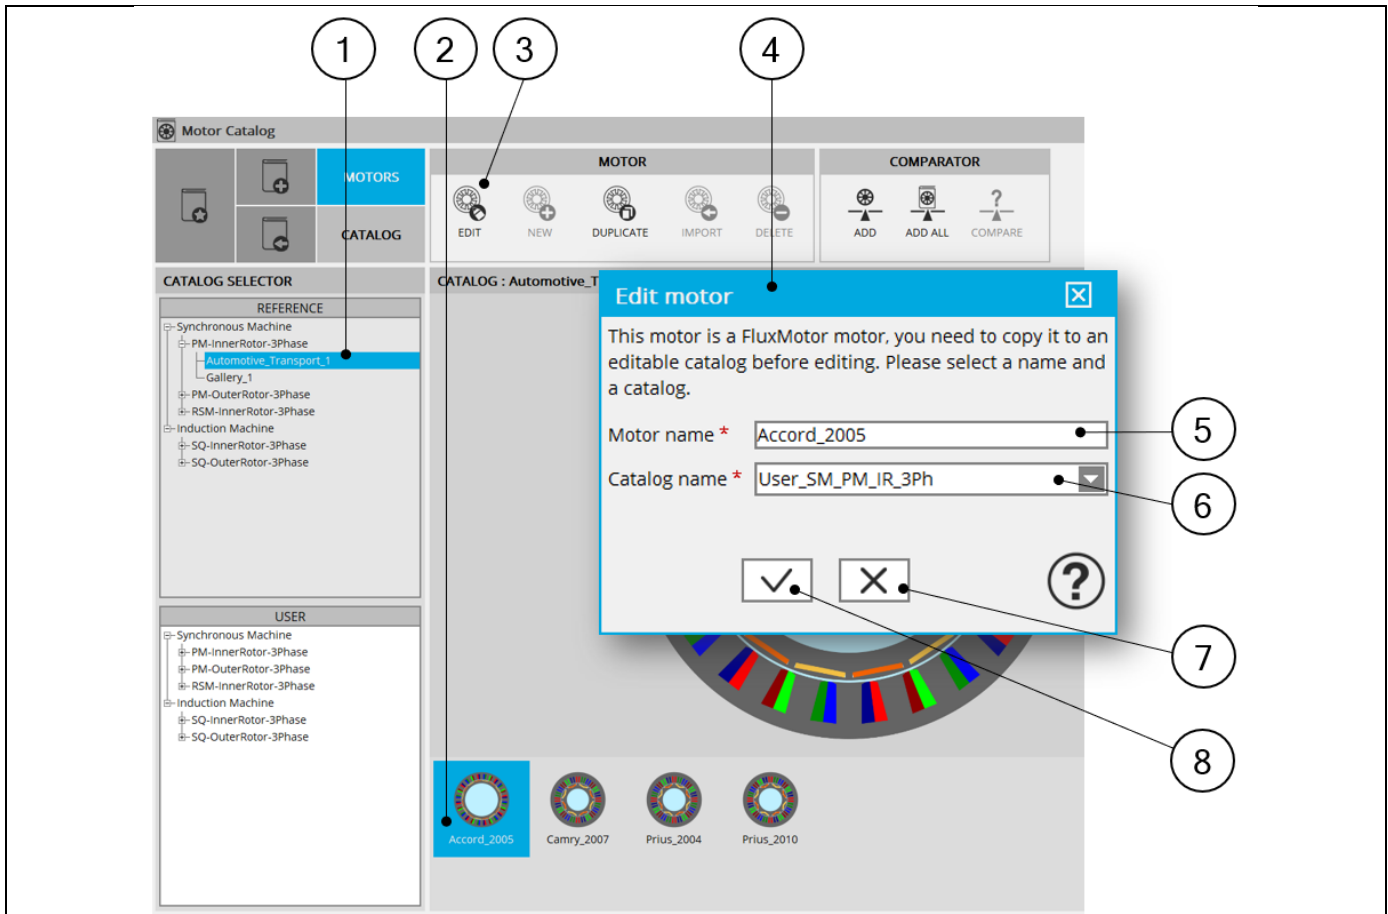 1
2
3
4
Motor Catalog
MOTORS
CATALOG
MOTOR
EDIT
NEW
DUPLICATE
IMPORT
DELETE
COMPARATOR
ADD
ADD ALL
COMPARE
CATALOG SELECTOR
REFERENCE
Synchronous Machine
PM-InnerRotor-3Phase
Automotive_Transport_1
Gallery_1
PM-OuterRotor-3Phase
RSM-InnerRotor-3Phase
Induction Machine
SQ-InnerRotor-3Phase
SQ-OuterRotor-3Phase
USER
Synchronous Machine
PM-InnerRotor-3Phase
PM-OuterRotor-3Phase
RSM-InnerRotor-3Phase
Induction Machine
SQ-InnerRotor-3Phase
SQ-OuterRotor-3Phase
CATALOG : Automotive_T
Edit motor
This motor is a FluxMotor motor, you need to copy it to an
editable catalog before editing. Please select a name and
a catalog.
Motor name * Accord_2005
Catalog name * User_SM_PM_IR_3Ph
?
5
6
7
8
Accord_2005
Camry_2007
Prius_2004
Prius_2010